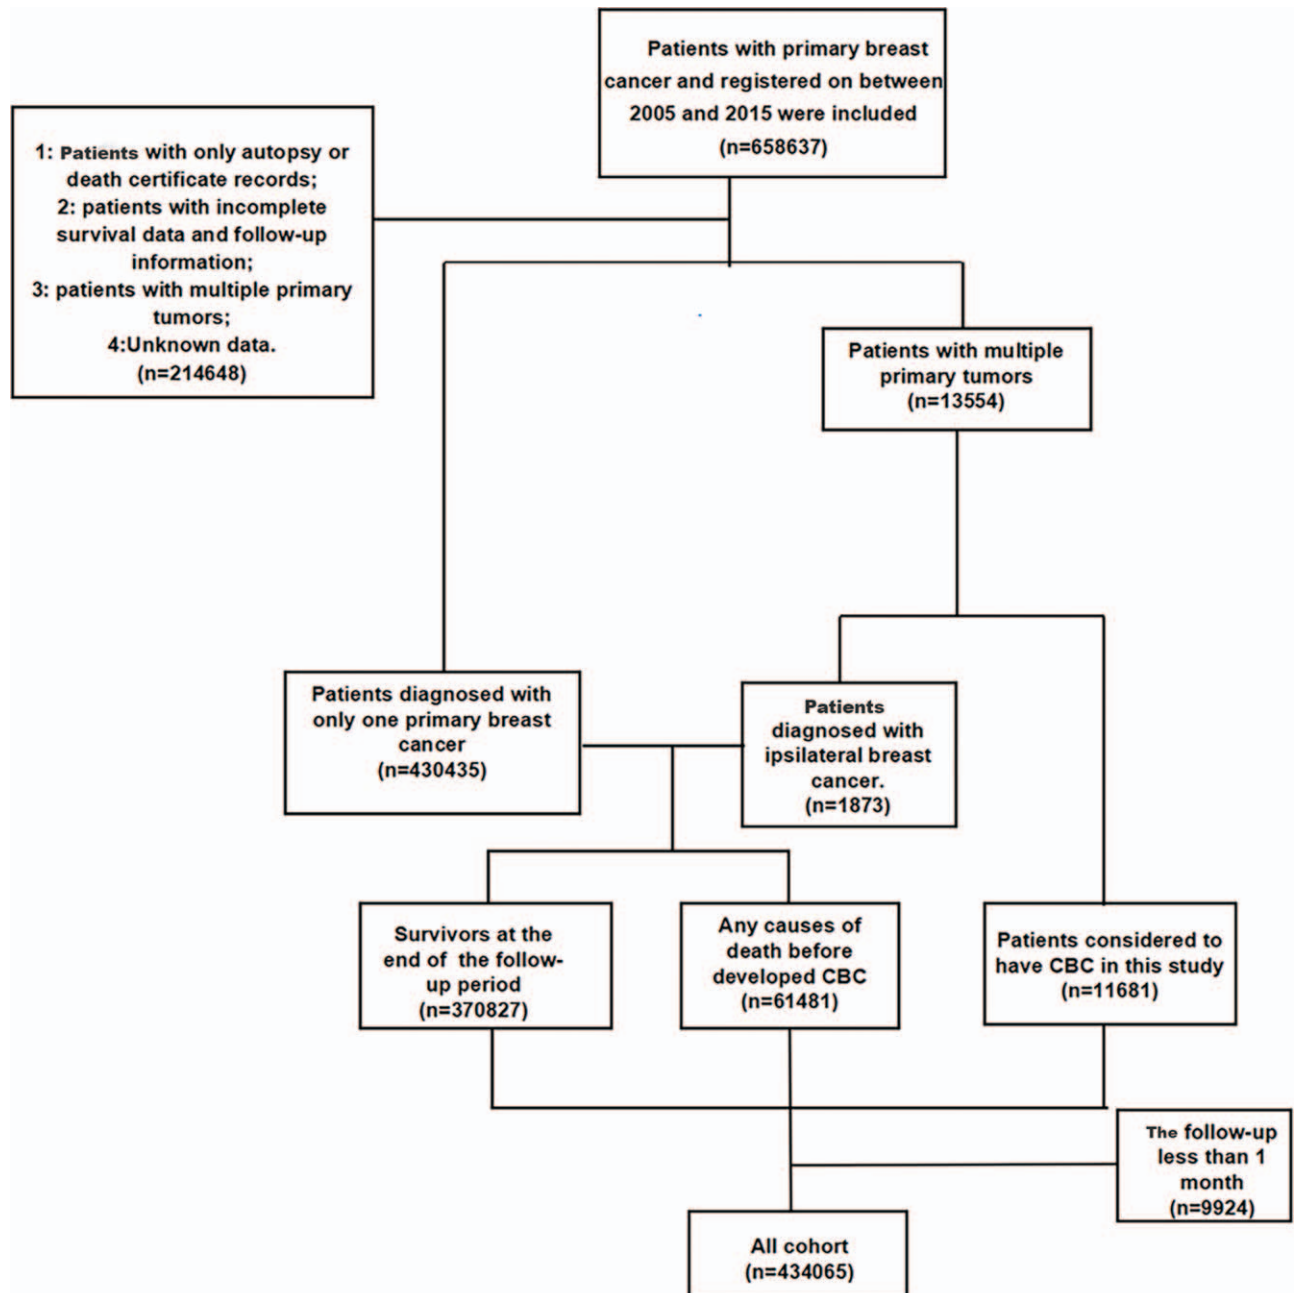 Patients with primary breast
cancer and registered on between
2005 and 2015 were included
(n=658637)
1: Patients with only autopsy or
death certificate records;
2: patients with incomplete
survival data and follow-up
information;
3: patients with multiple primary
tumors;
4:Unknown data.
(n=214648)
Patients with multiple
primary tumors
(n=13554)
Patients diagnosed with
only one primary breast
cancer
(n=430435)
Patients
diagnosed with
ipsilateral breast
cancer.
(n=1873)
Survivors at the
end of the follow-
up period
(n=370827)
Any causes of
death before
developed CBC
(n=61481)
Patients considered to
have CBC in this study
(n=11681)
The follow-up
less than 1
month
(n=9924)
All cohort
(n=434065)